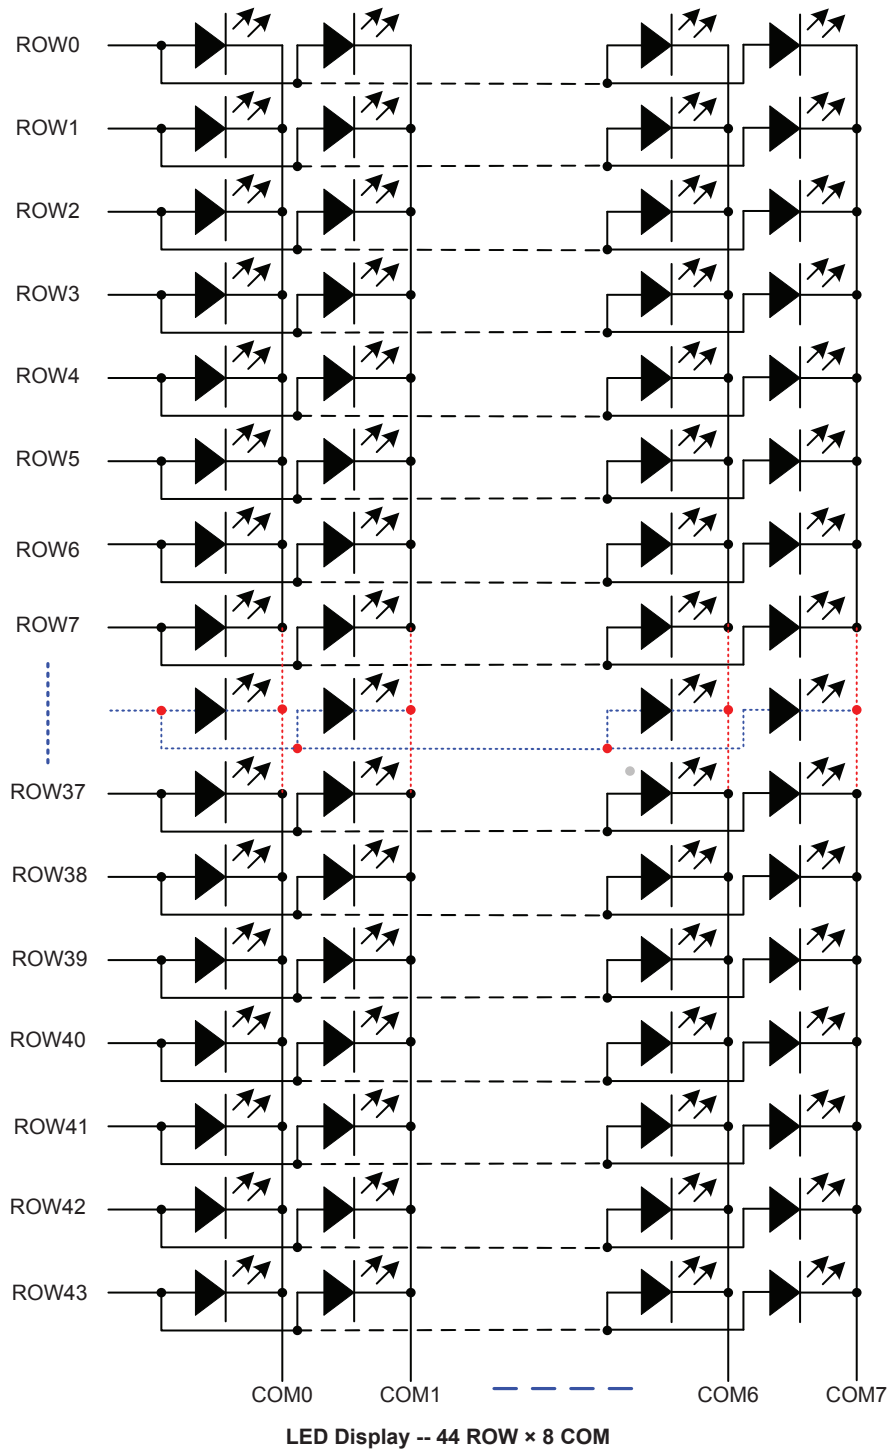 ROW0
ROW1
ROW2
ROW3
ROW4
ROW5
ROW6
ROW7
ROW37
ROW38
ROW39
ROW40
ROW41
ROW42
ROW43
COM0 COM1 COM6 COM7
LED Display -- 44 ROW × 8 COM